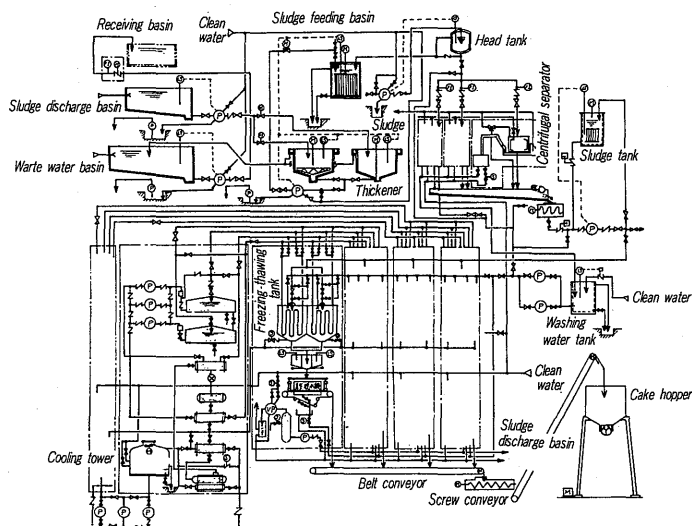 Receiving basin
Clean
water
Sludge feeding basin
Head tank
Sludge discharge basin
Sludge
Centrifugal separator
Sludge tank
Warte water basin
Thickener
Freezing-thawing
tank
Clean water
Washing
water tank
Clean
water
Cake hopper
Sludge
discharge basin
Cooling tower
Belt conveyor
Screw conveyor
P
P
P
P
P
P
P
P
P
P
P
P
P
P
VP
M